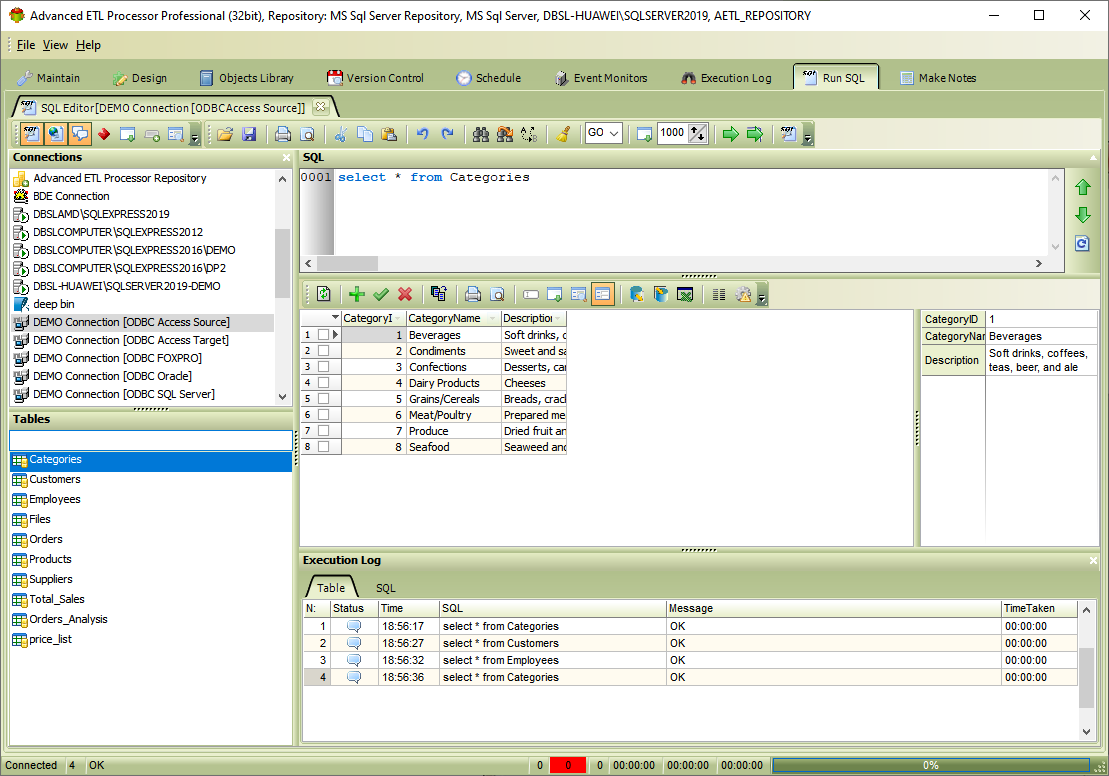 Advanced ETL Processor Professional (32bit), Repository: MS Sql Server Repository, MS Sql Server, DBSL-HUAWEI\SQLSERVER2019, AETL_REPOSITORY
File View Help
Maintain Design Objects Library Version Control Schedule Event Monitors Execution Log Run SQL Make Notes
SQL Editor[DEMO Connection [ODBC Access Source]]
GO 1000
Connections
Advanced ETL Processor Repository
BDE Connection
DBSLAMD\SQLEXPRESS2019
DBSLCOMPUTER\SQLEXPRESS2012
DBSLCOMPUTER\SQLEXPRESS2016\DEMO
DBSLCOMPUTER\SQLEXPRESS2016\DP2
DBSL-HUAWEI\SQLSERVER2019-DEMO
deep bin
DEMO Connection [ODBC Access Source]
DEMO Connection [ODBC Access Target]
DEMO Connection [ODBC FOXPRO]
DEMO Connection [ODBC Oracle]
DEMO Connection [ODBC SQL Server]
Tables
Categories
Customers
Employees
Files
Orders
Products
Suppliers
Total_Sales
Orders_Analysis
price_list
SQL
0001 select * from Categories
CategoryI CategoryName Description
1 1 Beverages Soft drinks, c
2 2 Condiments Sweet and sa
3 3 Confections Desserts, can
4 4 Dairy Products Cheeses
5 5 Grains/Cereals Breads, crac
6 6 Meat/Poultry Prepared me
7 7 Produce Dried fruit an
8 8 Seafood Seaweed and
CategoryID 1
CategoryNar Beverages
Description Soft drinks, coffees,
teas, beer, and ale
Execution Log
Table SQL
N: Status Time SQL Message TimeTaken
1 18:56:17 select * from Categories OK 00:00:00
2 18:56:27 select * from Customers OK 00:00:00
3 18:56:32 select * from Employees OK 00:00:00
4 18:56:36 select * from Categories OK 00:00:00
Connected 4 OK 0 0 0 00:00:00 00:00:00 00:00:00 0%